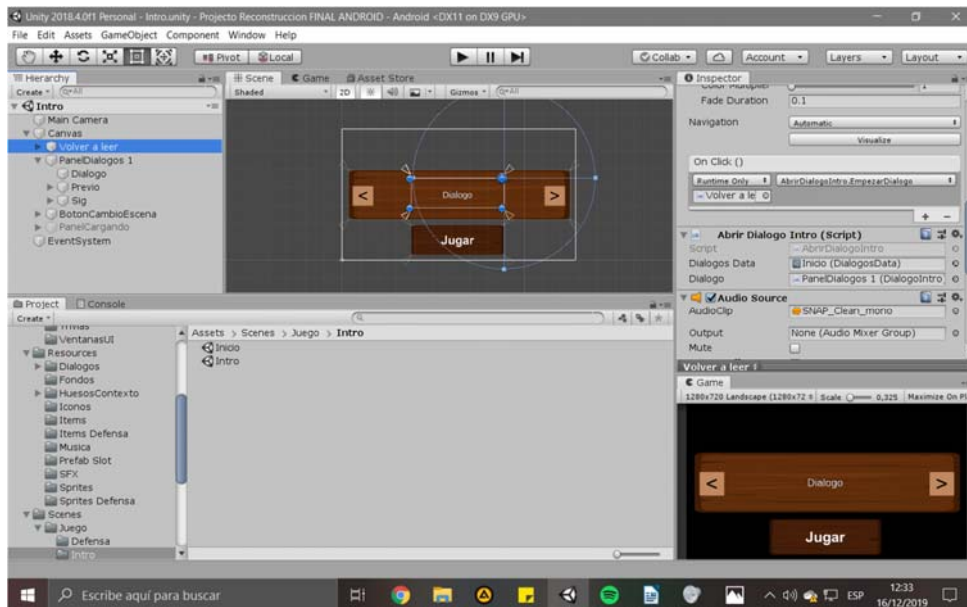 Unity 2018.4.0f1 Personal - Intro.unity - Projecto Reconstruccion FINAL ANDROID - Android <DX11 on DX9 GPU>
File Edit Assets GameObject Component Window Help
Pivot Local Collab Account Layers Layout
Hierarchy
Create
Intro
Main Camera
Canvas
Volver a leer
PanelDialogos 1
Dialogo
Previo
Sig
BotonCambioEscena
PanelCargando
EventSystem
Scene Game Asset Store
Shaded 2D Gizmos All
< Dialogo >
Jugar
Inspector
Color Multiplier 1
Fade Duration 0.1
Navigation Automatic
Visualize
On Click ()
Runtime Only AbrirDialogoIntro.EmpezarDialogo
Volver a le
+ -
Abrir Dialogo Intro (Script)
Script AbrirDialogoIntro
Dialogos Data Inicio (DialogosData)
Dialogo PanelDialogos 1 (DialogoIntro)
Audio Source
AudioClip SNAP_Clean_mono
Output None (Audio Mixer Group)
Mute
Volver a leer
Game
1280x720 Landscape (1280x72 Scale 0,325 Maximize On Pl
< Dialogo >
Jugar
Project Console
Create
Trivias
VentanasUI
Resources
Dialogos
Fondos
HuesosContexto
Iconos
Items
Items Defensa
Musica
Prefab Slot
SFX
Sprites
Sprites Defensa
Scenes
Juego
Defensa
Intro
Assets > Scenes > Juego > Intro
Inicio
Intro
Escribe aquí para buscar
ESP
12:33
16/12/2019